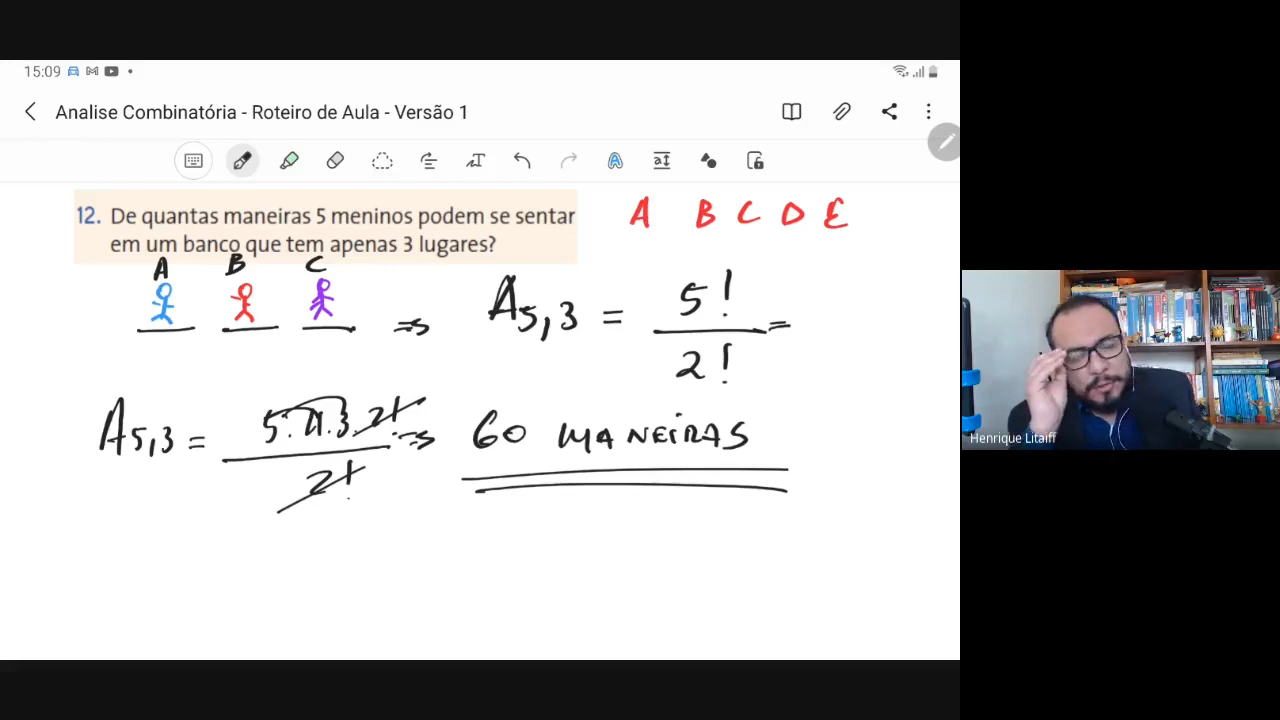 15:09
Analise Combinatória - Roteiro de Aula - Versão 1
12. De quantas maneiras 5 meninos podem se sentar
em um banco que tem apenas 3 lugares?
A B C D E
A B C
⇒ A5,3 = 5!/2! =
A5,3 = 5.4.3.2!/2! ⇒ 60 MANEIRAS
Henrique Litaiff